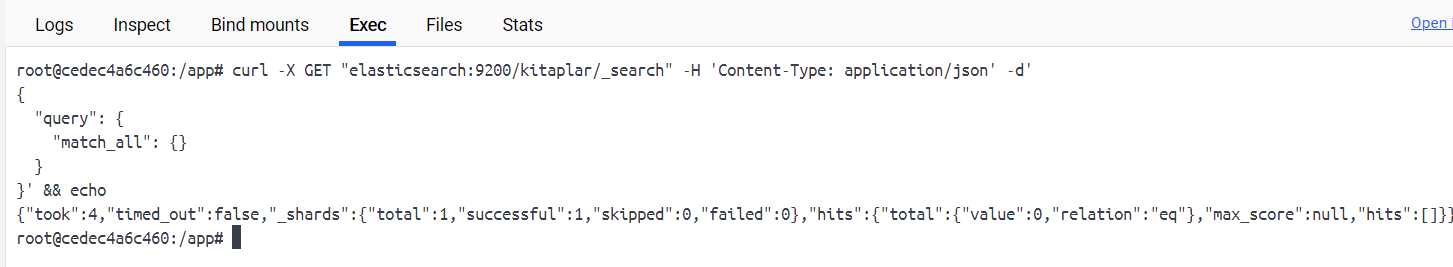 Logs Inspect Bind mounts Exec Files Stats Open
root@cedec4a6c460:/app# curl -X GET "elasticsearch:9200/kitaplar/_search" -H 'Content-Type: application/json' -d'
{
  "query": {
    "match_all": {}
  }
}' && echo
{"took":4,"timed_out":false,"_shards":{"total":1,"successful":1,"skipped":0,"failed":0},"hits":{"total":{"value":0,"relation":"eq"},"max_score":null,"hits":[]}}
root@cedec4a6c460:/app#